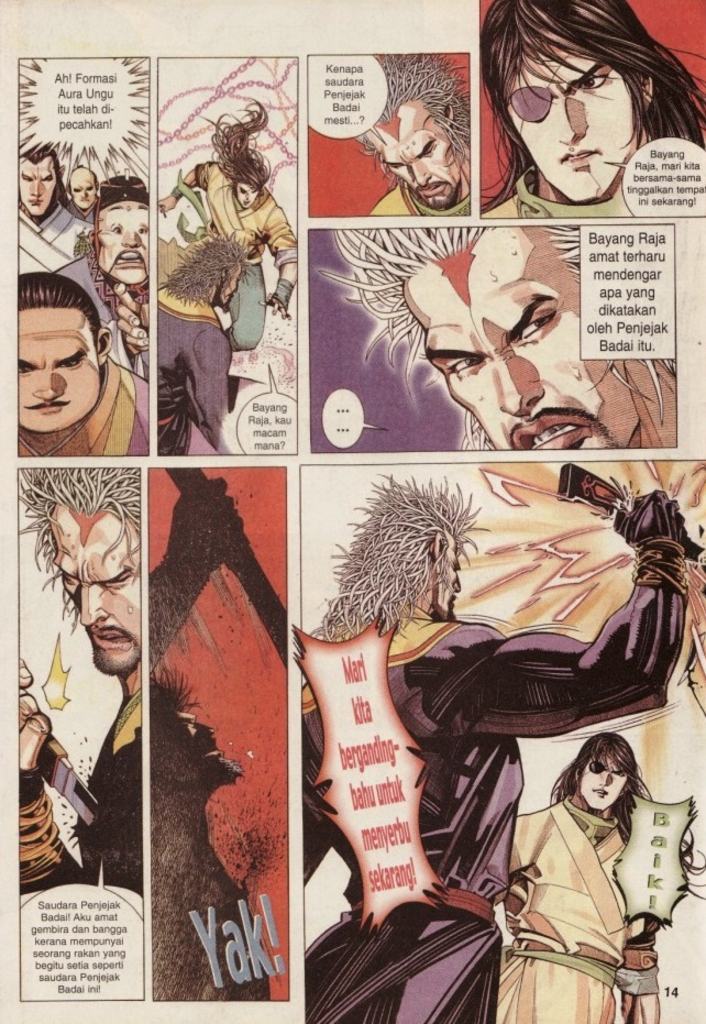 Ah! Formasi
Aura Ungu
itu telah di-
pecahkan!
Bayang
Raja, kau
macam
mana?
Kenapa
saudara
Penjejak
Badai
mesti...?
Bayang
Raja, mari kita
bersama-sama
tinggalkan tempat
ini sekarang!
Bayang Raja
amat terharu
mendengar
apa yang
dikatakan
oleh Penjejak
Badai itu.
...
...
Saudara Penjejak
Badai! Aku amat
gembira dan bangga
kerana mempunyai
seorang rakan yang
begitu setia seperti
saudara Penjejak
Badai ini!
Yak!
Mari
kita
berganding-
bahu untuk
menyerbu
sekarang!
Baik!
14